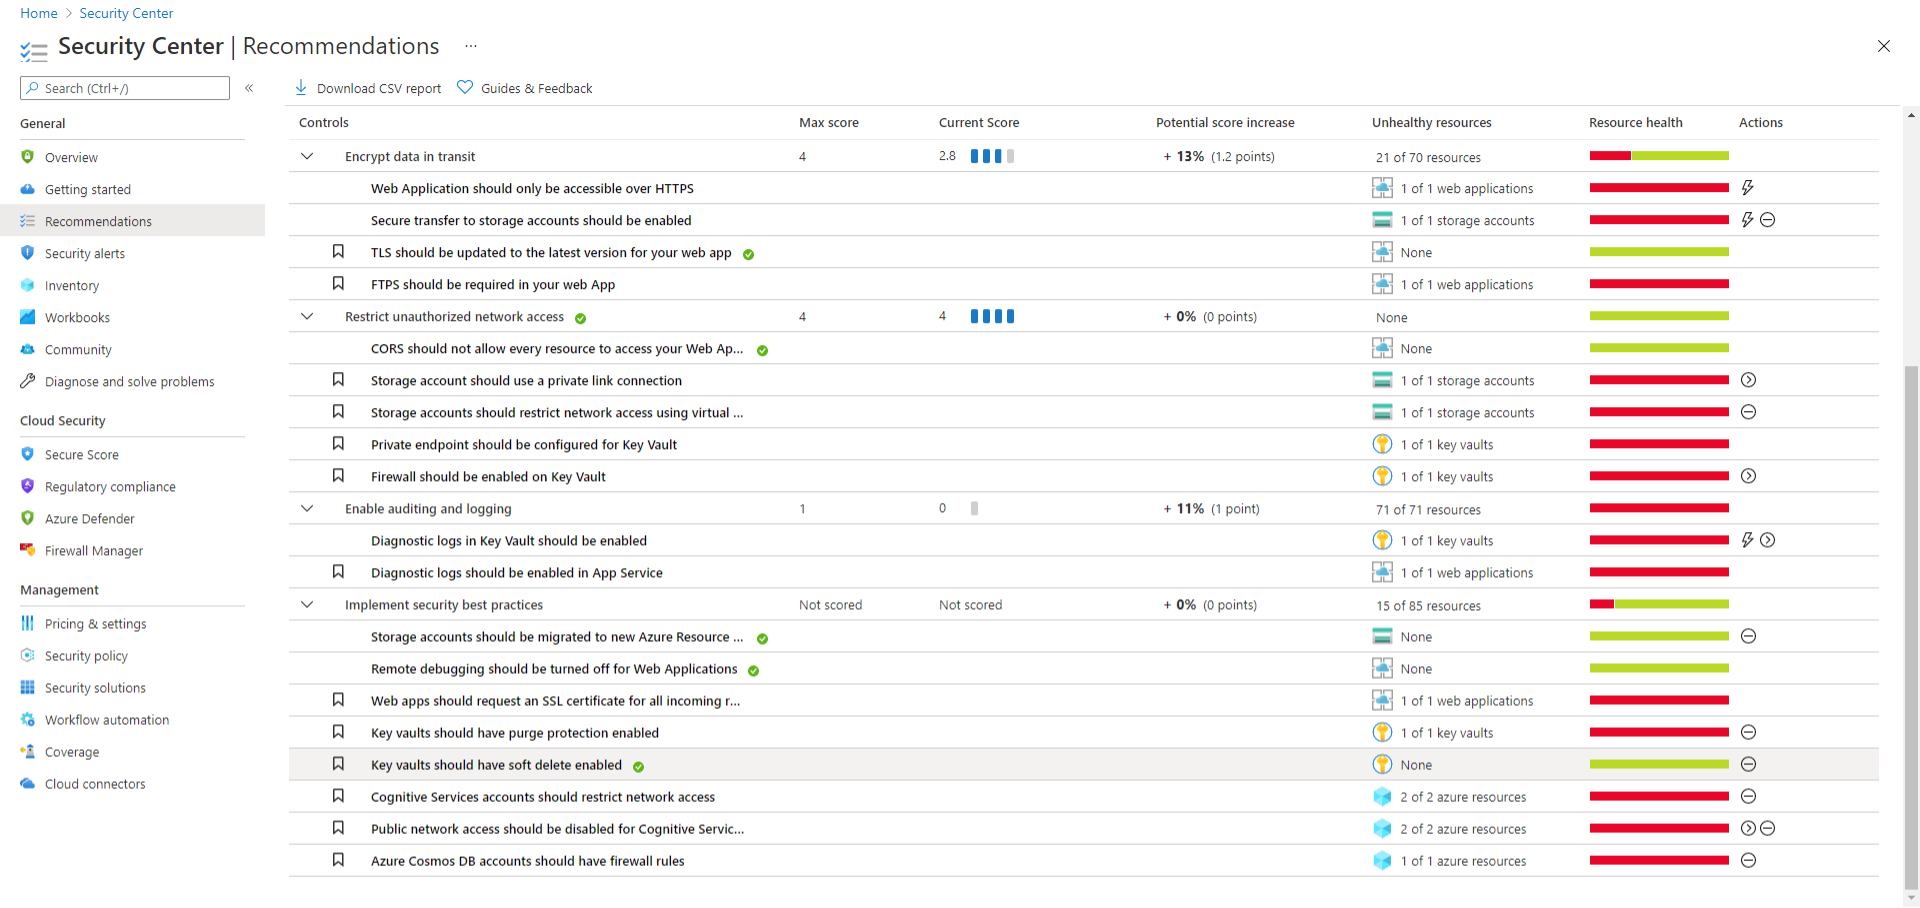 Home > Security Center
Security Center | Recommendations ...
Search (Ctrl+/) «
Download CSV report Guides & Feedback
General
Overview
Getting started
Recommendations
Security alerts
Inventory
Workbooks
Community
Diagnose and solve problems
Cloud Security
Secure Score
Regulatory compliance
Azure Defender
Firewall Manager
Management
Pricing & settings
Security policy
Security solutions
Workflow automation
Coverage
Cloud connectors
Controls Max score Current Score Potential score increase Unhealthy resources Resource health Actions
Encrypt data in transit 4 2.8 + 13% (1.2 points) 21 of 70 resources
Web Application should only be accessible over HTTPS 1 of 1 web applications
Secure transfer to storage accounts should be enabled 1 of 1 storage accounts
TLS should be updated to the latest version for your web app None
FTPS should be required in your web App 1 of 1 web applications
Restrict unauthorized network access 4 4 + 0% (0 points) None
CORS should not allow every resource to access your Web Ap... None
Storage account should use a private link connection 1 of 1 storage accounts
Storage accounts should restrict network access using virtual ... 1 of 1 storage accounts
Private endpoint should be configured for Key Vault 1 of 1 key vaults
Firewall should be enabled on Key Vault 1 of 1 key vaults
Enable auditing and logging 1 0 + 11% (1 point) 71 of 71 resources
Diagnostic logs in Key Vault should be enabled 1 of 1 key vaults
Diagnostic logs should be enabled in App Service 1 of 1 web applications
Implement security best practices Not scored Not scored + 0% (0 points) 15 of 85 resources
Storage accounts should be migrated to new Azure Resource ... None
Remote debugging should be turned off for Web Applications None
Web apps should request an SSL certificate for all incoming r... 1 of 1 web applications
Key vaults should have purge protection enabled 1 of 1 key vaults
Key vaults should have soft delete enabled None
Cognitive Services accounts should restrict network access 2 of 2 azure resources
Public network access should be disabled for Cognitive Servic... 2 of 2 azure resources
Azure Cosmos DB accounts should have firewall rules 1 of 1 azure resources